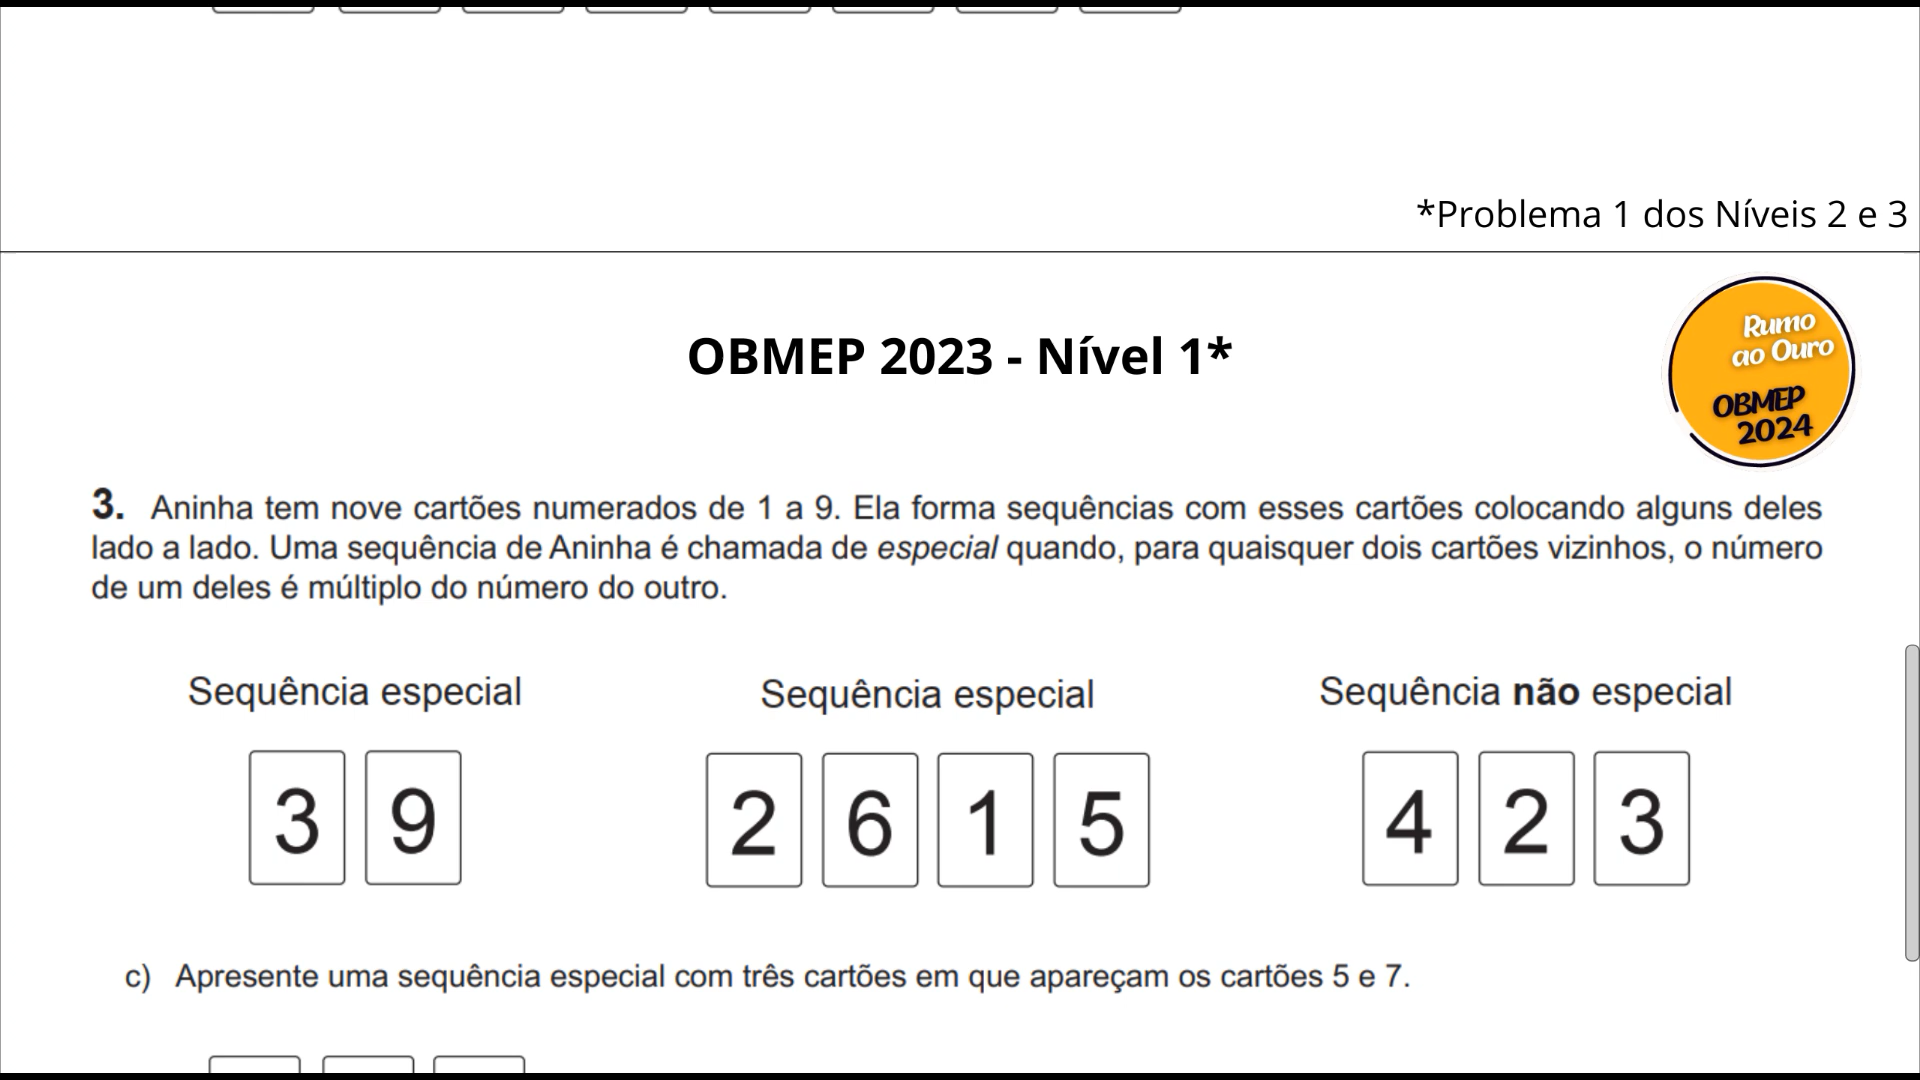 *Problema 1 dos Níveis 2 e 3
OBMEP 2023 - Nível 1*
Rumo
ao Ouro
OBMEP
2024
3. Aninha tem nove cartões numerados de 1 a 9. Ela forma sequências com esses cartões colocando alguns deles
lado a lado. Uma sequência de Aninha é chamada de especial quando, para quaisquer dois cartões vizinhos, o número
de um deles é múltiplo do número do outro.
Sequência especial
Sequência especial
Sequência não especial
3 9
2 6 1 5
4 2 3
c) Apresente uma sequência especial com três cartões em que apareçam os cartões 5 e 7.